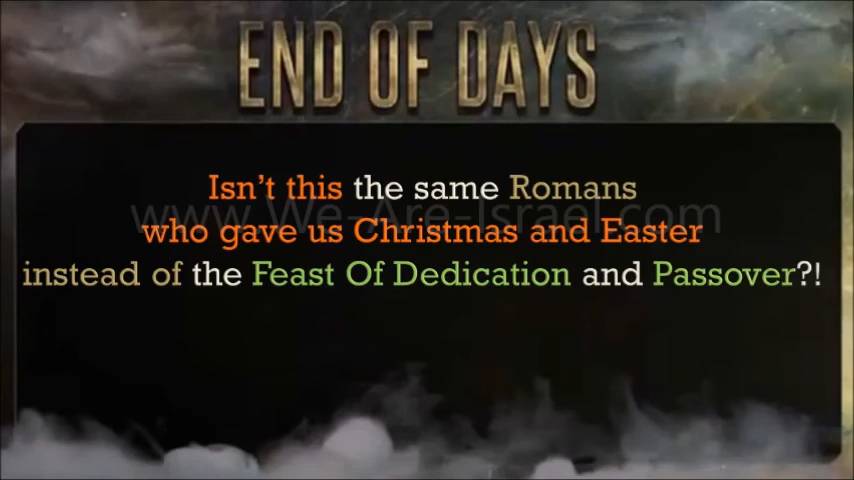 END OF DAYS
Isn't this the same Romans
www.We-Are-Israel.com
who gave us Christmas and Easter
instead of the Feast Of Dedication and Passover?!